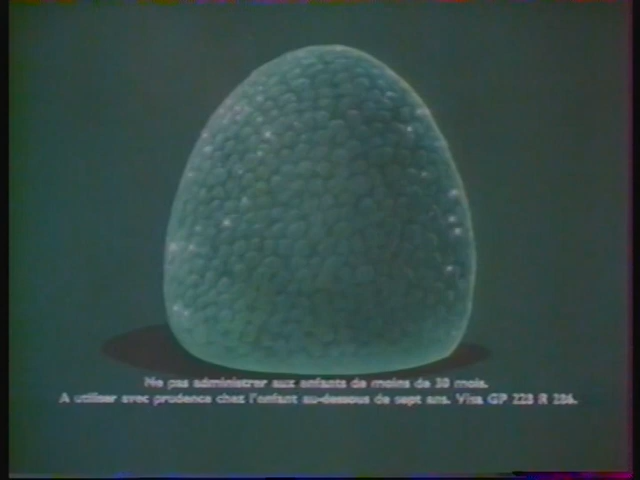 Ne pas administrer aux enfants de moins de 30 mois.
A utiliser avec prudence chez l'enfant au-dessous de sept ans. Visa GP 223 R 286.